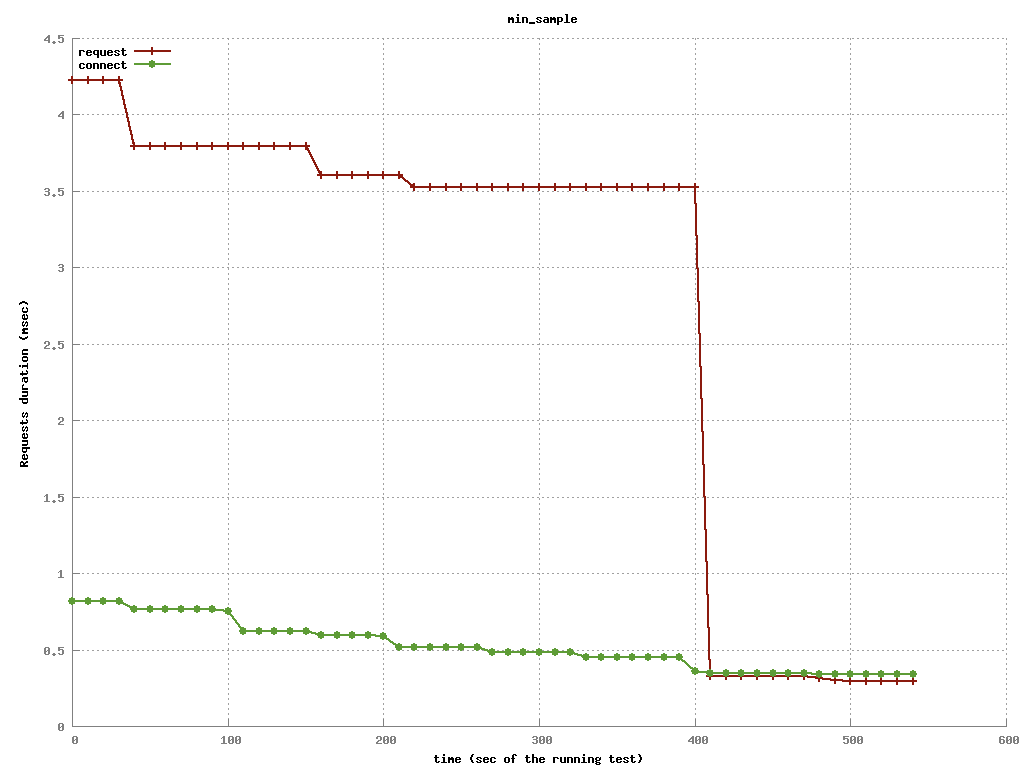 min_sample
request
connect
4.5
4
3.5
3
2.5
2
1.5
1
0.5
0
Requests duration (msec)
0 100 200 300 400 500 600
time (sec of the running test)